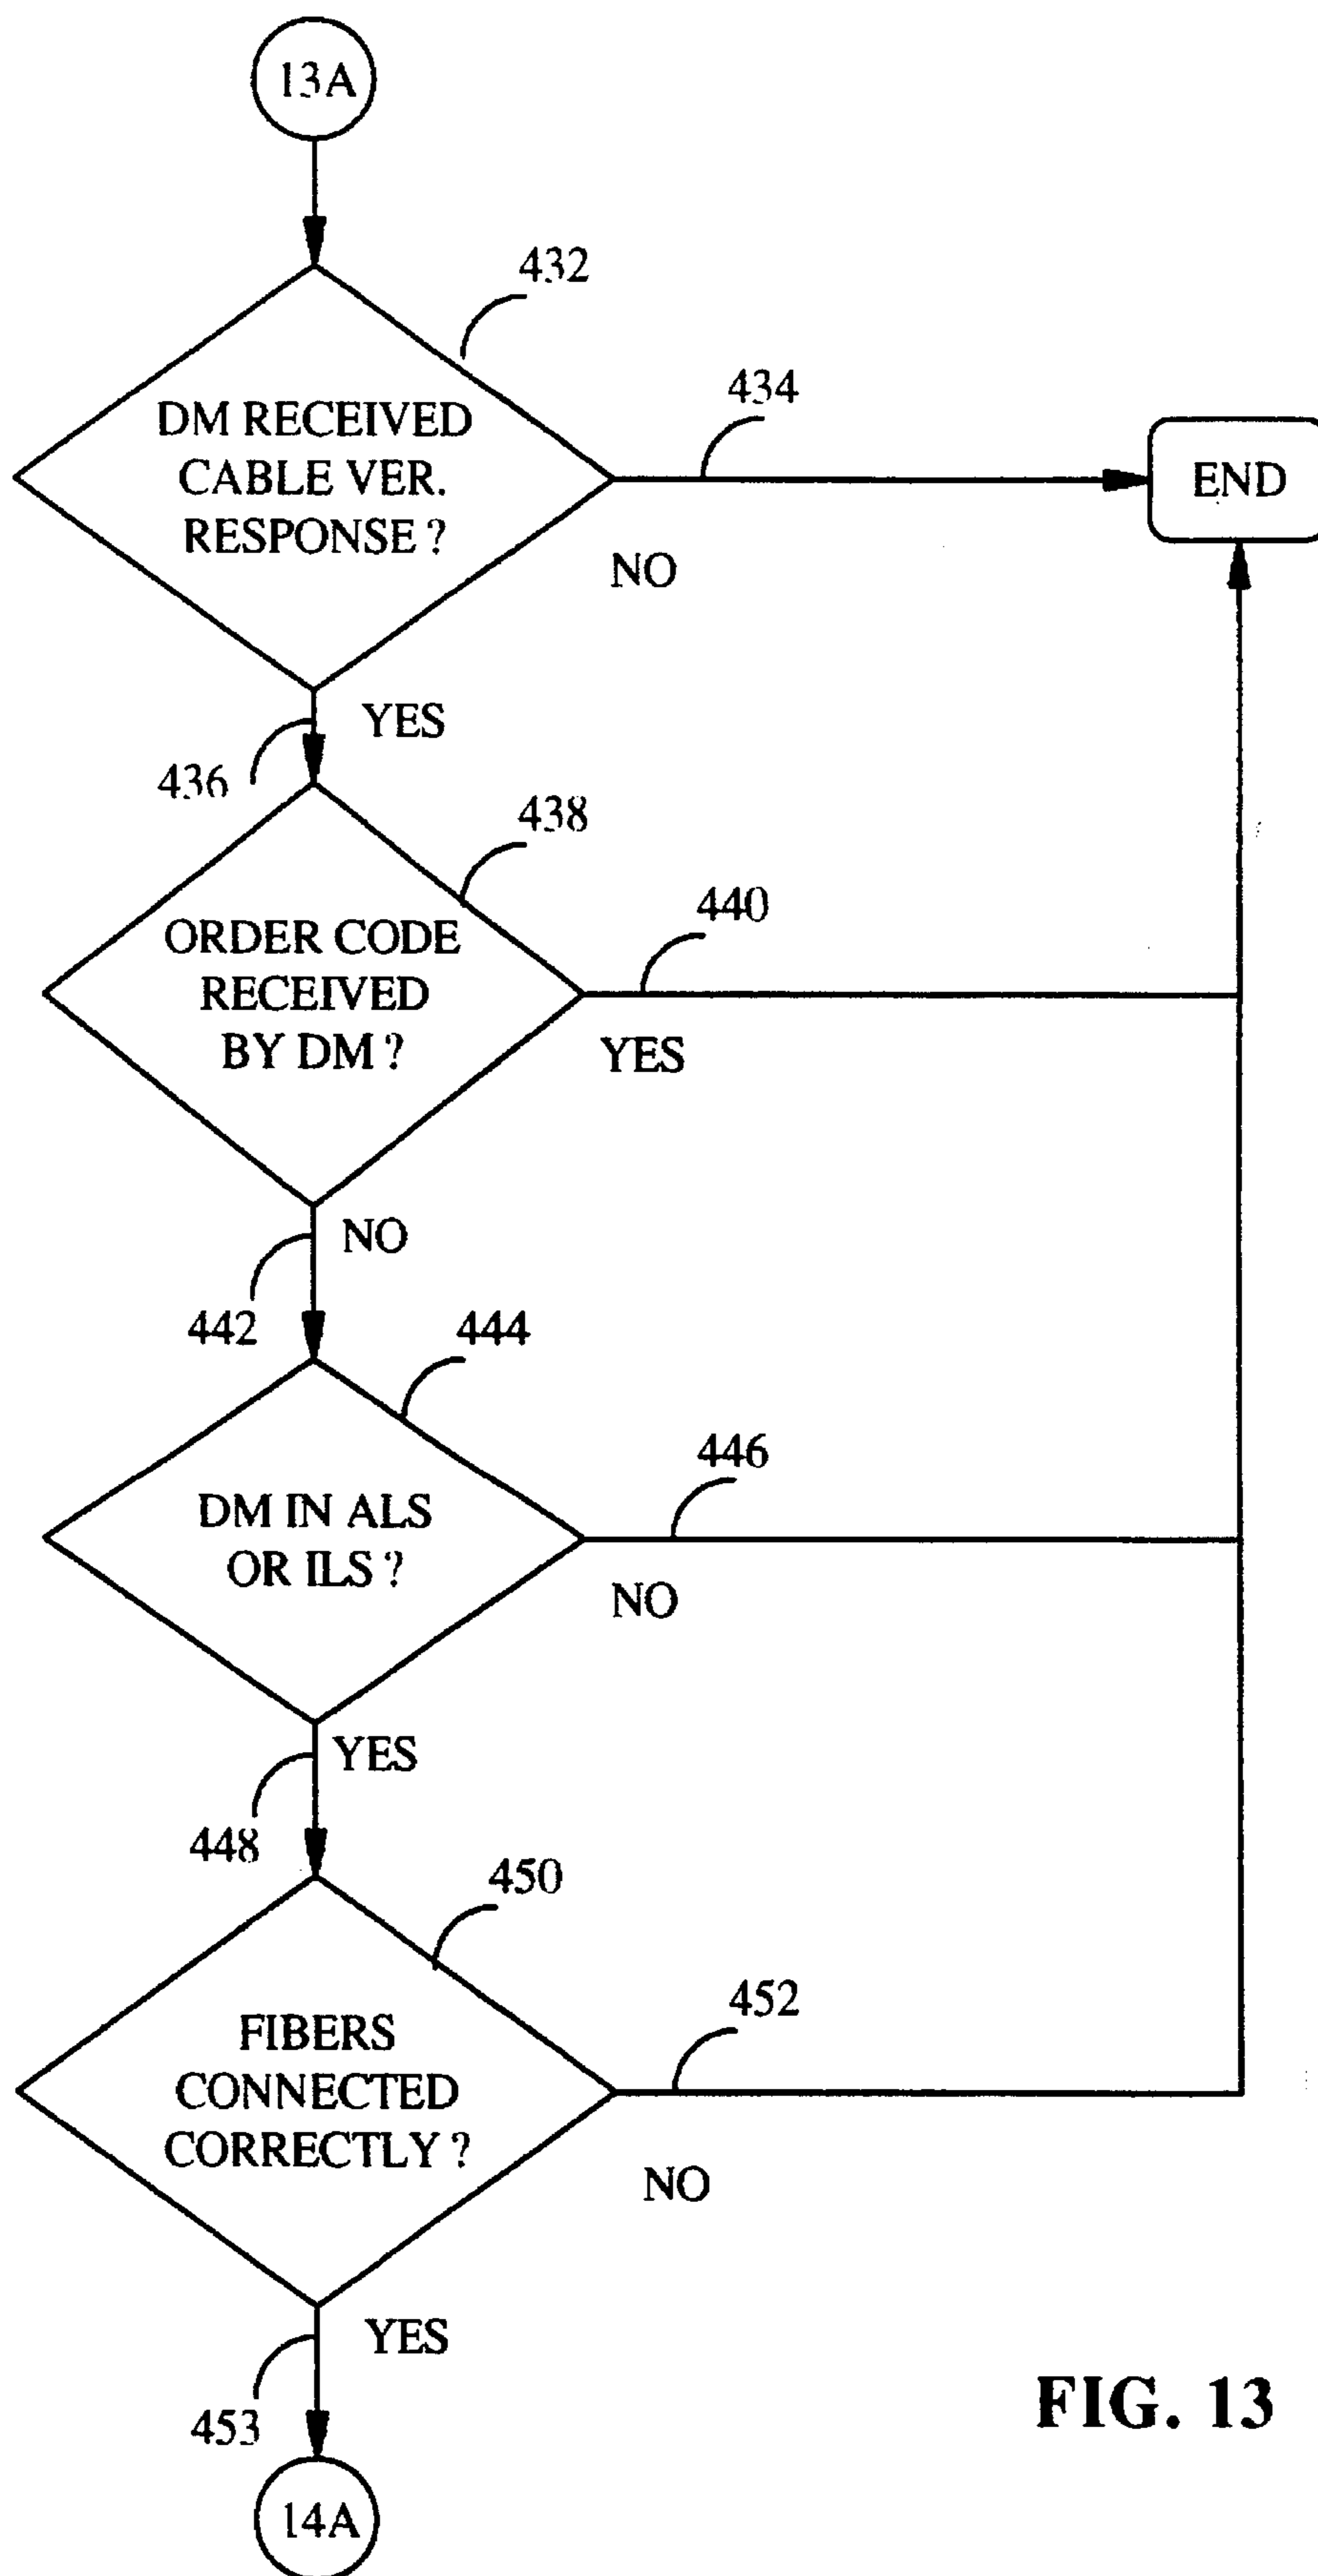 13A
432
DM RECEIVED
CABLE VER.
RESPONSE ?
434
END
NO
YES
436
438
ORDER CODE
RECEIVED
BY DM ?
440
YES
NO
442
444
DM IN ALS
OR ILS ?
446
NO
YES
448
450
FIBERS
CONNECTED
CORRECTLY ?
452
NO
YES
453
14A
FIG. 13